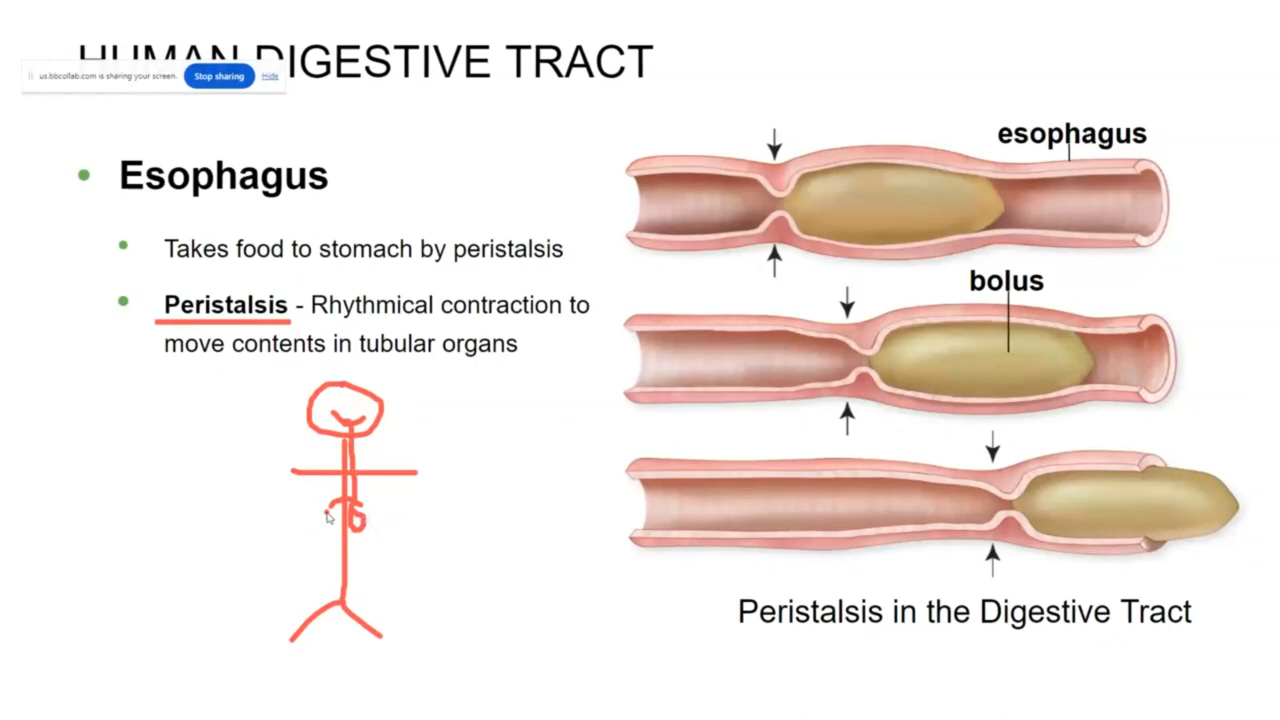 HUMAN DIGESTIVE TRACT
us.bbcollab.com is sharing your screen.
Stop sharing
Hide
Esophagus
Takes food to stomach by peristalsis
Peristalsis - Rhythmical contraction to
move contents in tubular organs
esophagus
bolus
Peristalsis in the Digestive Tract